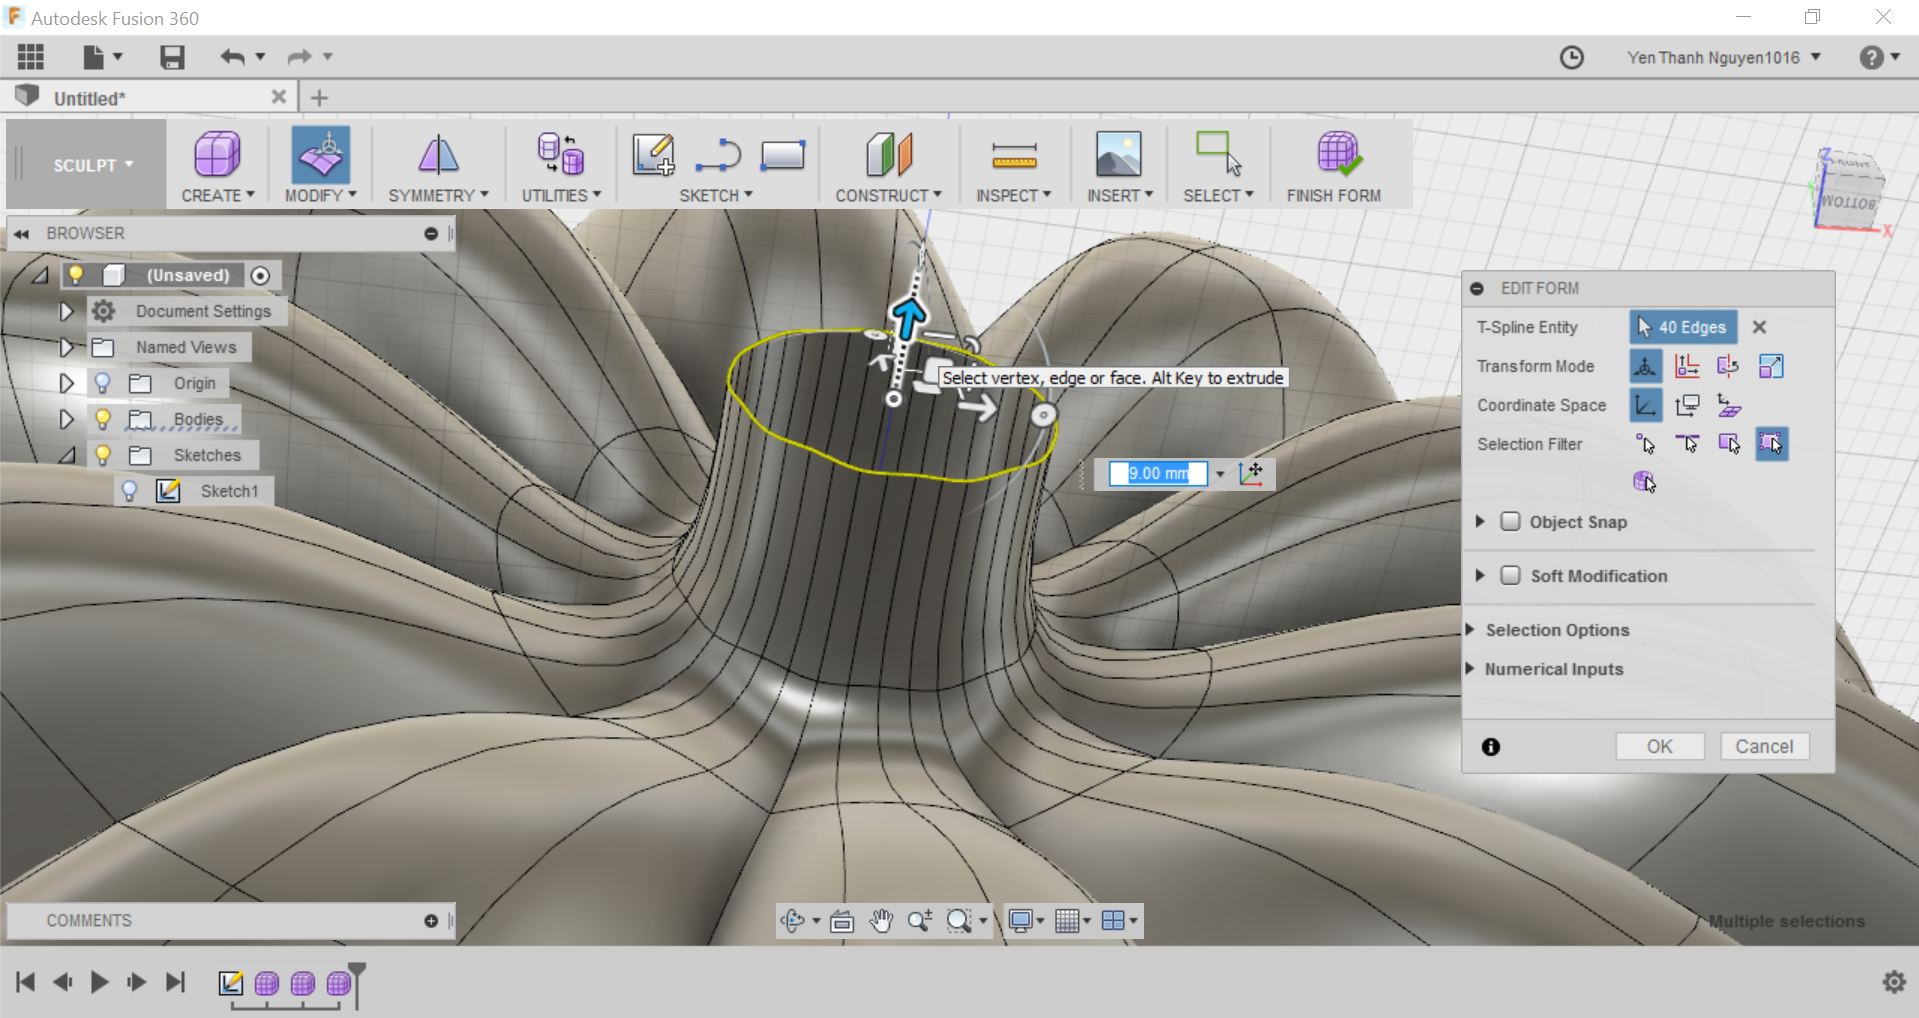 Autodesk Fusion 360
Yen Thanh Nguyen1016
Untitled*
SCULPT
CREATE
MODIFY
SYMMETRY
UTILITIES
SKETCH
CONSTRUCT
INSPECT
INSERT
SELECT
FINISH FORM
FRONT
BOTTOM
Z
Y
X
BROWSER
(Unsaved)
Document Settings
Named Views
Origin
Bodies
Sketches
Sketch1
Select vertex, edge or face. Alt Key to extrude
9.00 mm
EDIT FORM
T-Spline Entity 40 Edges
Transform Mode
Coordinate Space
Selection Filter
Object Snap
Soft Modification
Selection Options
Numerical Inputs
OK Cancel
COMMENTS
Multiple selections